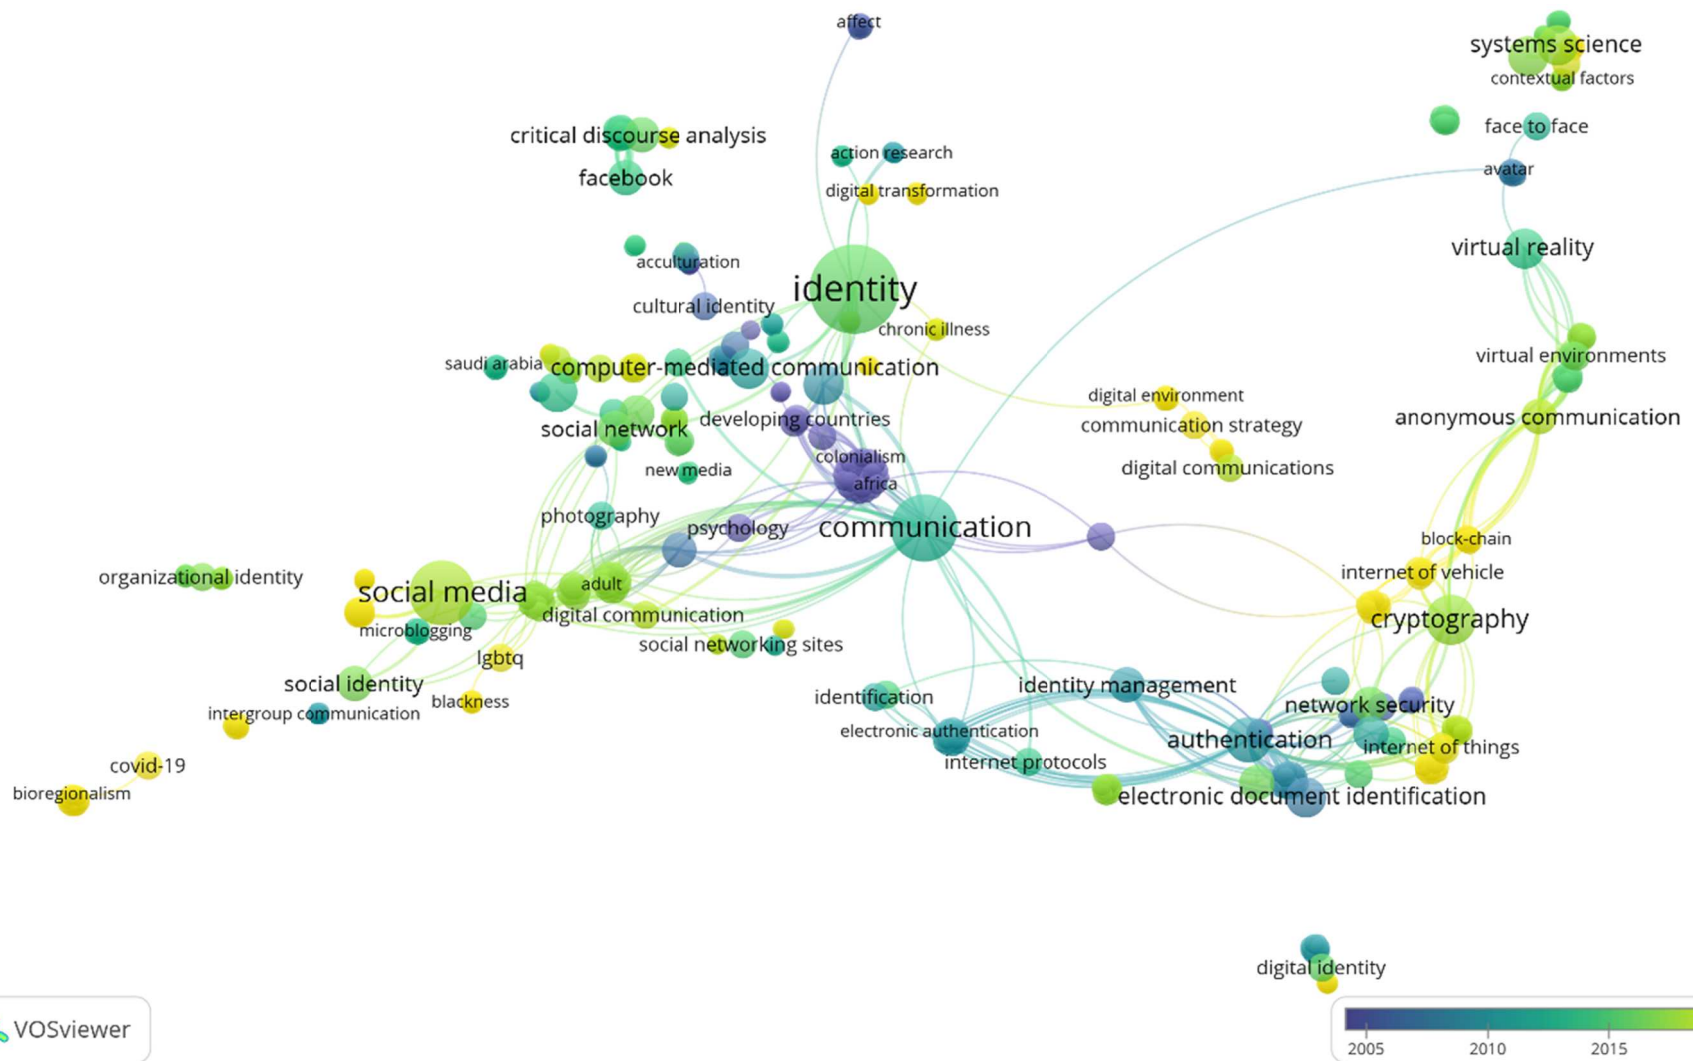 affect
systems science
contextual factors
critical discourse analysis
face to face
action research
avatar
facebook
digital transformation
virtual reality
acculturation
identity
cultural identity
chronic illness
virtual environments
saudi arabia
computer-mediated communication
digital environment
developing countries
anonymous communication
communication strategy
social network
colonialism
new media
digital communications
africa
photography
psychology
communication
block-chain
internet of vehicle
organizational identity
social media
adult
digital communication
cryptography
microblogging
social networking sites
lgbtq
social identity
identity management
identification
blackness
network security
intergroup communication
electronic authentication
authentication
internet of things
internet protocols
covid-19
bioregionalism
electronic document identification
digital identity
VOSviewer
2005
2010
2015